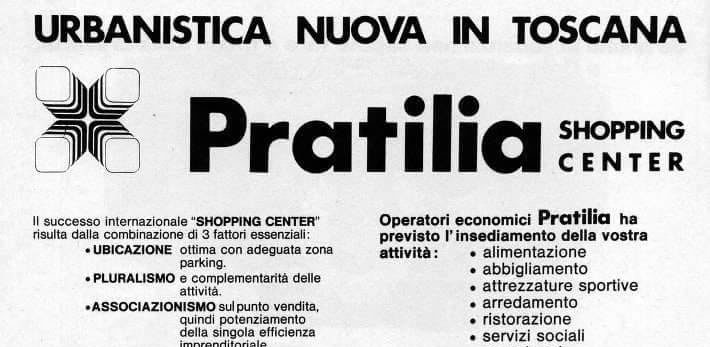 URBANISTICA NUOVA IN TOSCANA
Pratilia SHOPPING
CENTER
Il successo internazionale "SHOPPING CENTER"
risulta dalla combinazione di 3 fattori essenziali:
• UBICAZIONE ottima con adeguata zona
parking.
• PLURALISMO e complementarità delle
attività.
• ASSOCIAZIONISMO sul punto vendita,
quindi potenziamento
della singola efficienza
imprenditoriale
Operatori economici Pratilia ha
previsto l'insediamento della vostra
attività:
• alimentazione
• abbigliamento
• attrezzature sportive
• arredamento
• ristorazione
• servizi sociali